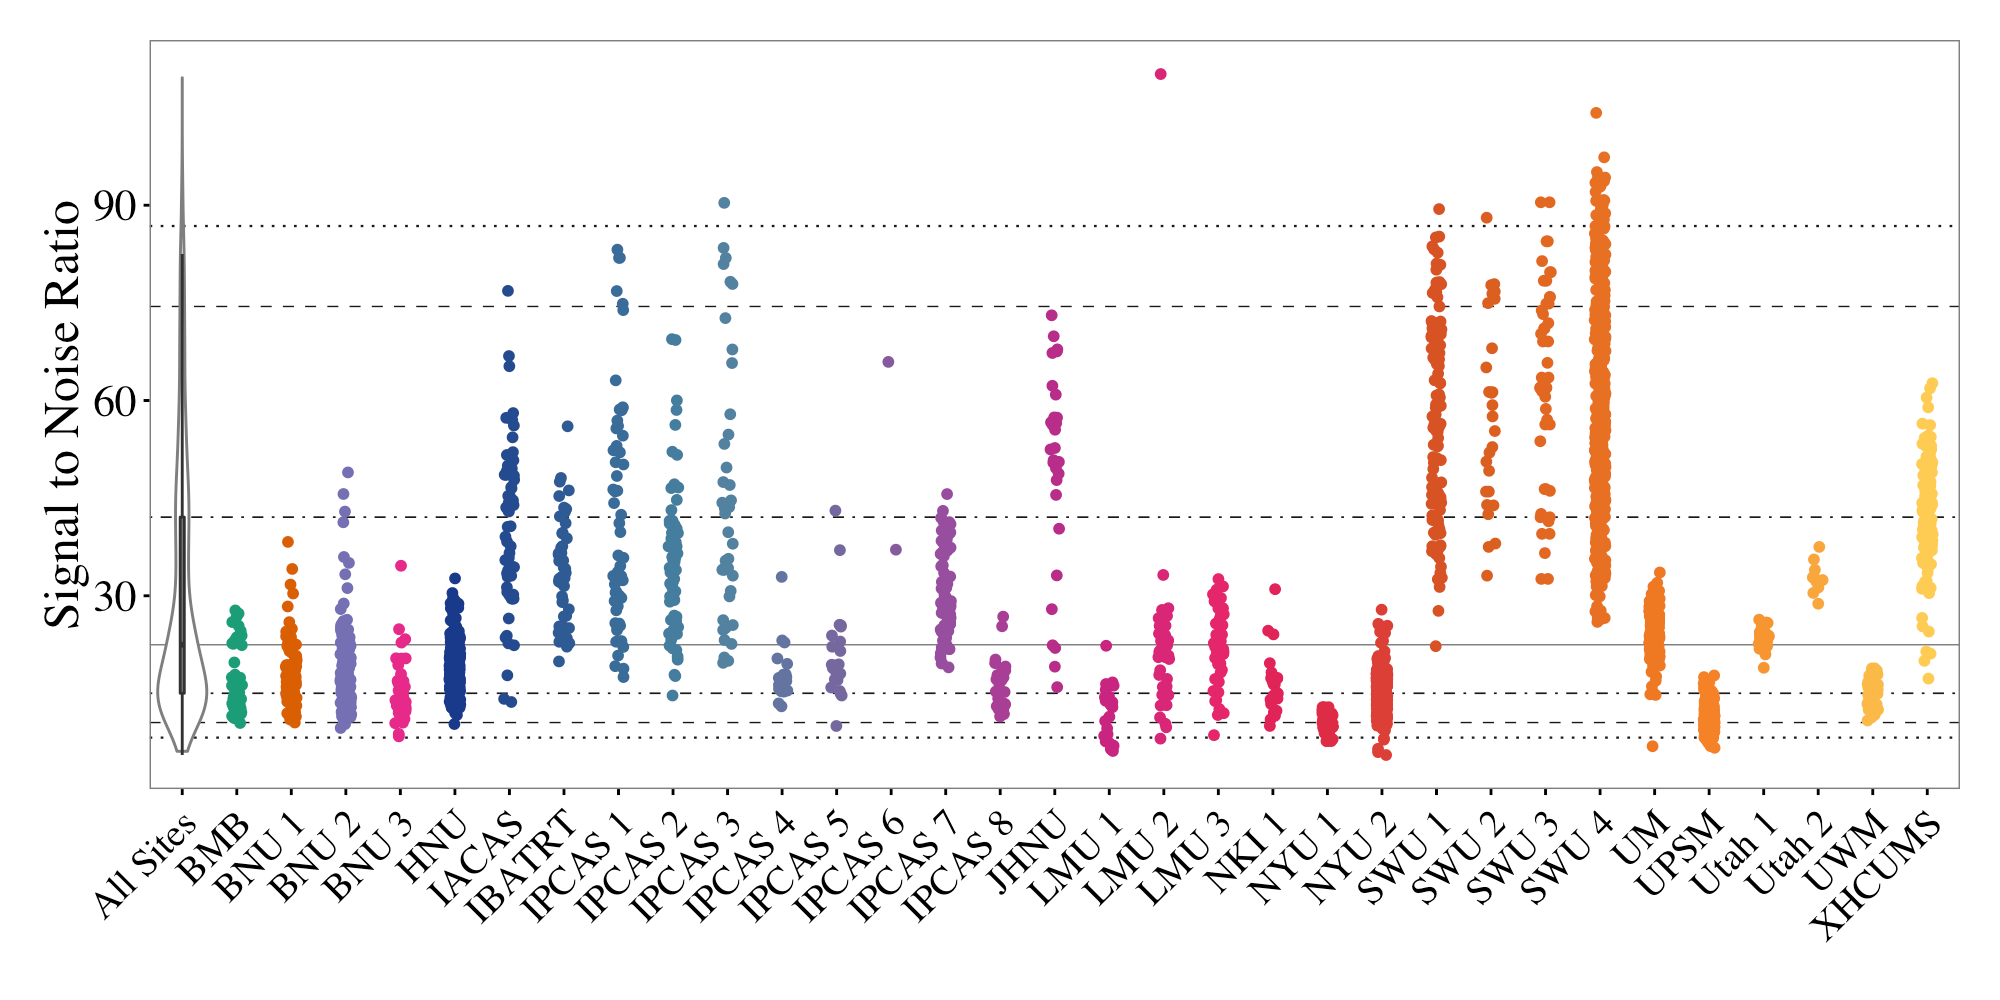 Signal to Noise Ratio
90
60
30
All Sites
BMB
BNU 1
BNU 2
BNU 3
HNU
IACAS
IBATRT
IPCAS 1
IPCAS 2
IPCAS 3
IPCAS 4
IPCAS 5
IPCAS 6
IPCAS 7
IPCAS 8
JHNU
LMU 1
LMU 2
LMU 3
NKI 1
NYU 1
NYU 2
SWU 1
SWU 2
SWU 3
SWU 4
UM
UPSM
Utah 1
Utah 2
UWM
XHCUMS